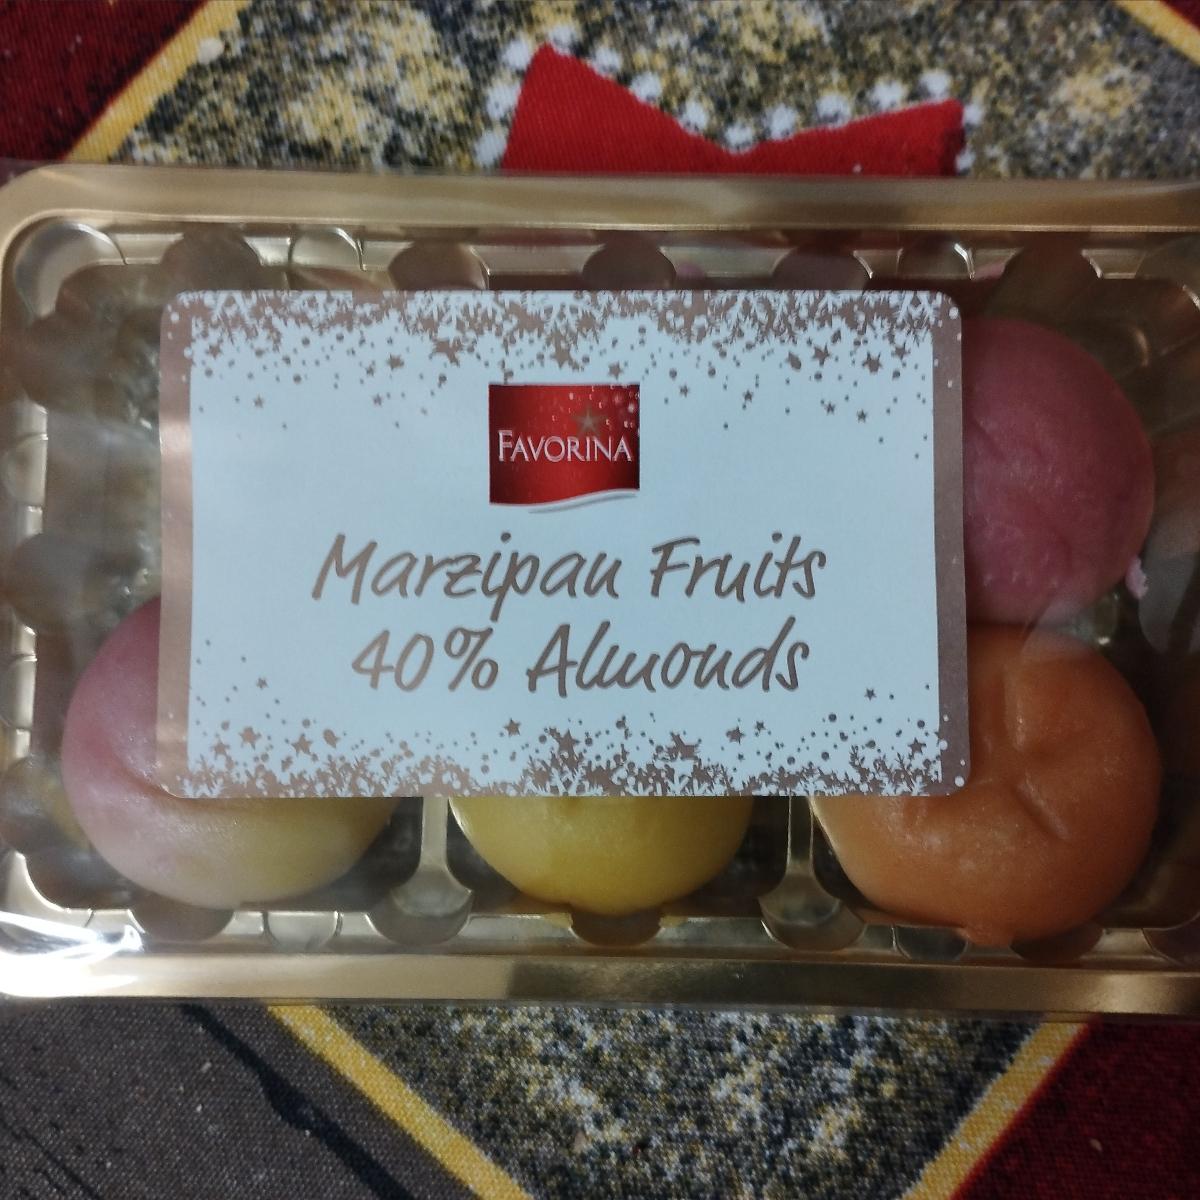 FAVORINA
Marzipan Fruits
40% Almonds